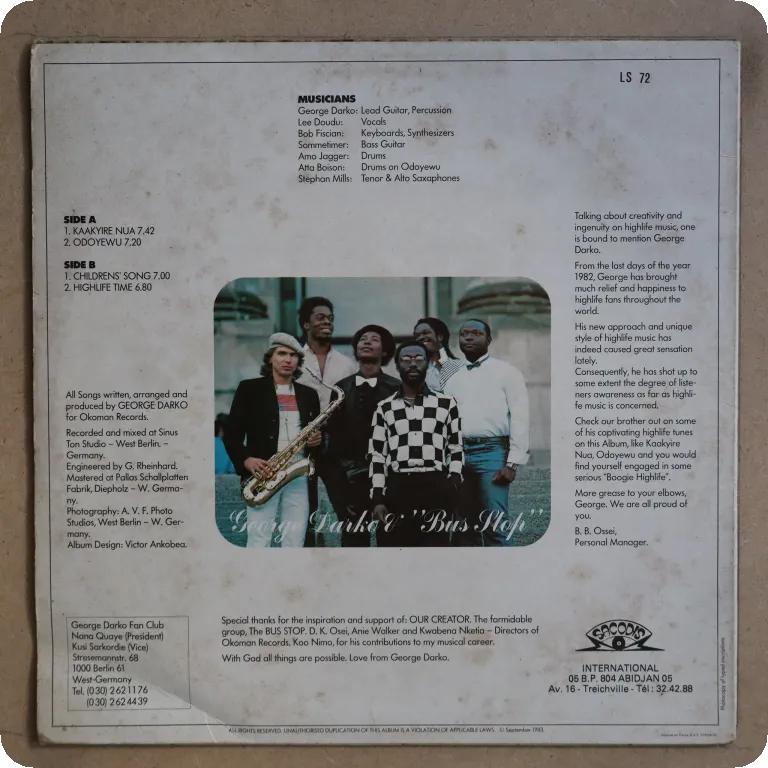 LS 72
MUSICIANS
George Darko: Lead Guitar, Percussion
Lee Doudu: Vocals
Bob Fiscian: Keyboards, Synthesizers
Sommetimer: Bass Guitar
Amo Jagger: Drums
Atta Boison: Drums on Odoyewu
Stephan Mills: Tenor & Alto Saxophones
SIDE A
1. KAAKYIRE NUA 7,42
2. ODOYEWU 7,20
SIDE B
1. CHILDRENS' SONG 7.00
2. HIGHLIFE TIME 6.80
All Songs written, arranged and
produced by GEORGE DARKO
for Okoman Records.
Recorded and mixed at Sinus
Ton Studio – West Berlin. –
Germany.
Engineered by G. Rheinhard.
Mastered at Pallas Schallplatten
Fabrik, Diepholz – W. Germa-
ny.
Photography: A. V. F. Photo
Studios, West Berlin – W. Ger-
many.
Album Design: Victor Ankobea.
George Darko & "Bus Stop"
Talking about creativity and
ingenuity on highlife music, one
is bound to mention George
Darko.
From the last days of the year
1982, George has brought
much relief and happiness to
highlife fans throughout the
world.
His new approach and unique
style of highlife music has
indeed caused great sensation
lately.
Consequently, he has shot up to
some extent the degree of liste-
ners awareness as far as highli-
fe music is concerned.
Check our brother out on some
of his captivating highlife tunes
on this Album, like Kaakyire
Nua, Odoyewu and you would
find yourself engaged in some
serious "Boogie Highlife".
More grease to your elbows,
George. We are all proud of
you.
B. B. Ossei,
Personal Manager.
George Darko Fan Club
Nana Quaye (President)
Kusi Sarkordie (Vice)
Stresemannstr. 68
1000 Berlin 61
West-Germany
Tel. (030) 2621176
(030) 2624439
Special thanks for the inspiration and support of: OUR CREATOR. The formidable
group, The BUS STOP. D. K. Osei, Anie Walker and Kwabena Nketia – Directors of
Okoman Records, Koo Nimo, for his contributions to my musical career.
With God all things are possible. Love from George Darko.
SACODIS
INTERNATIONAL
05 B.P. 804 ABIDJAN 05
Av. 16 - Treichville - Tél: 32.42.88
ALL RIGHTS RESERVED. UNAUTHORISED DUPLICATION OF THIS ALBUM IS A VIOLATION OF APPLICABLE LAWS. © September 1983.